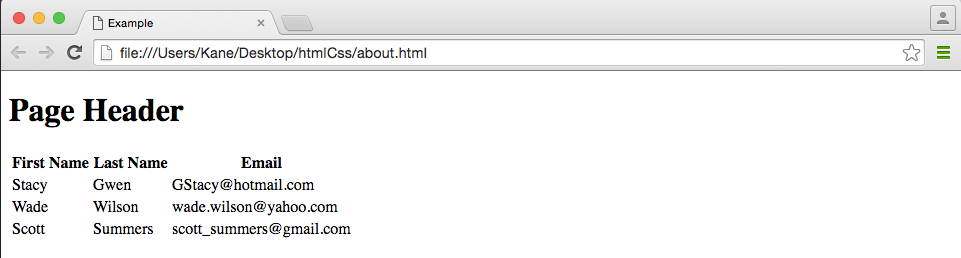 Example
file:///Users/Kane/Desktop/htmlCss/about.html
Page Header
First Name Last Name Email
Stacy Gwen GStacy@hotmail.com
Wade Wilson wade.wilson@yahoo.com
Scott Summers scott_summers@gmail.com